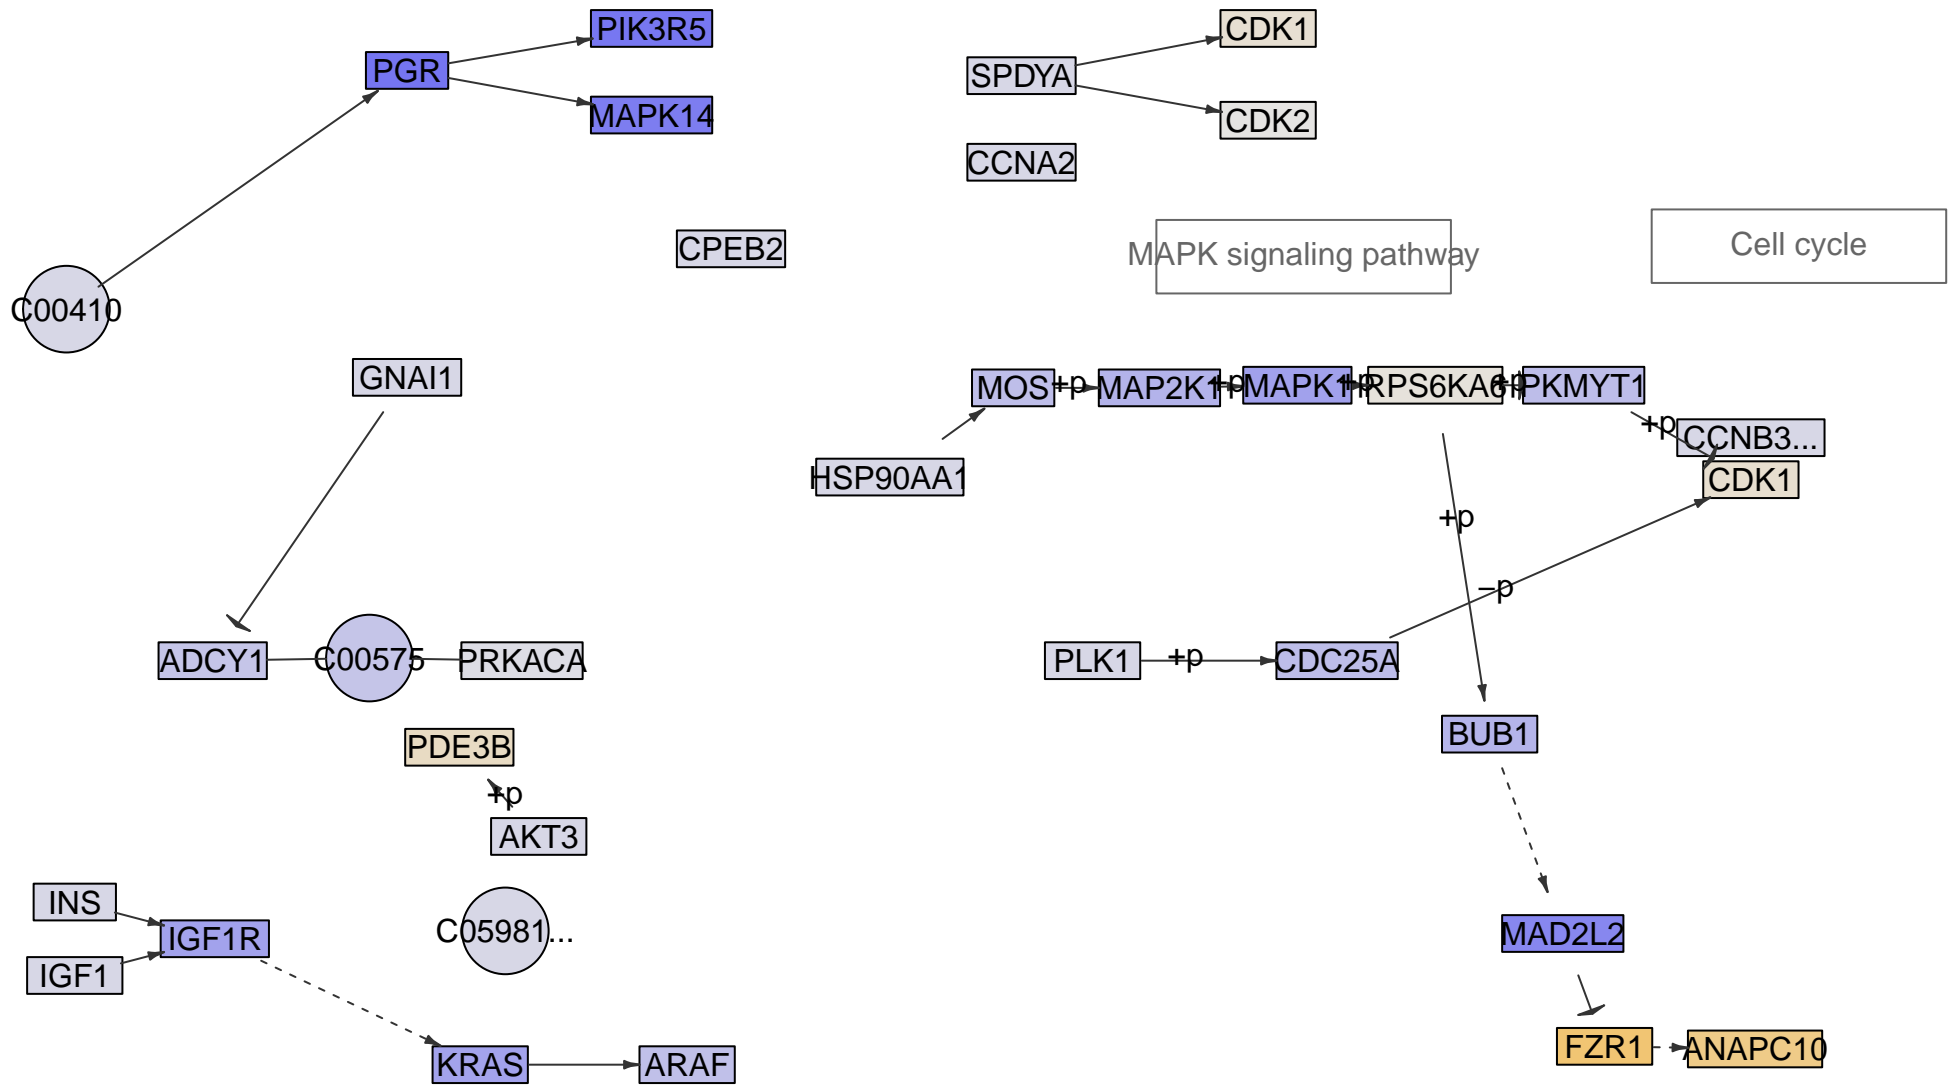 PIK3R5
CDK1
PGR
SPDYA
MAPK14
CDK2
CCNA2
CPEB2
MAPK signaling pathway
Cell cycle
C00410
GNAI1
MOS
+p
MAP2K1
+p
MAPK1
+p
RPS6KA6
+p
PKMYT1
+p
CCNB3...
HSP90AA1
CDK1
+p
−p
ADCY1
C00575
PRKACA
PLK1
+p
CDC25A
PDE3B
BUB1
+p
AKT3
INS
IGF1R
C05981...
MAD2L2
IGF1
KRAS
ARAF
FZR1
ANAPC10